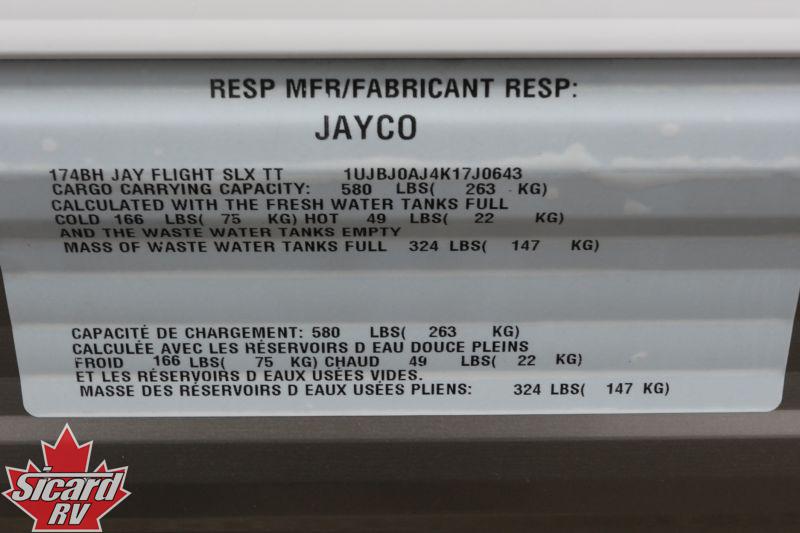 RESP MFR/FABRICANT RESP:
JAYCO
174BH JAY FLIGHT SLX TT 1UJBJ0AJ4K17J0643
CARGO CARRYING CAPACITY: 580 LBS( 263 KG)
CALCULATED WITH THE FRESH WATER TANKS FULL
COLD 166 LBS( 75 KG) HOT 49 LBS( 22 KG)
AND THE WASTE WATER TANKS EMPTY
MASS OF WASTE WATER TANKS FULL 324 LBS( 147 KG)
CAPACITÉ DE CHARGEMENT: 580 LBS( 263 KG)
CALCULÉE AVEC LES RÉSERVOIRS D EAU DOUCE PLEINS
FROID 166 LBS( 75 KG) CHAUD 49 LBS( 22 KG)
ET LES RÉSERVOIRS D EAUX USÉES VIDES.
MASSE DES RÉSERVOIRS D EAUX USÉES PLIENS: 324 LBS( 147 KG)
Sicard
RV